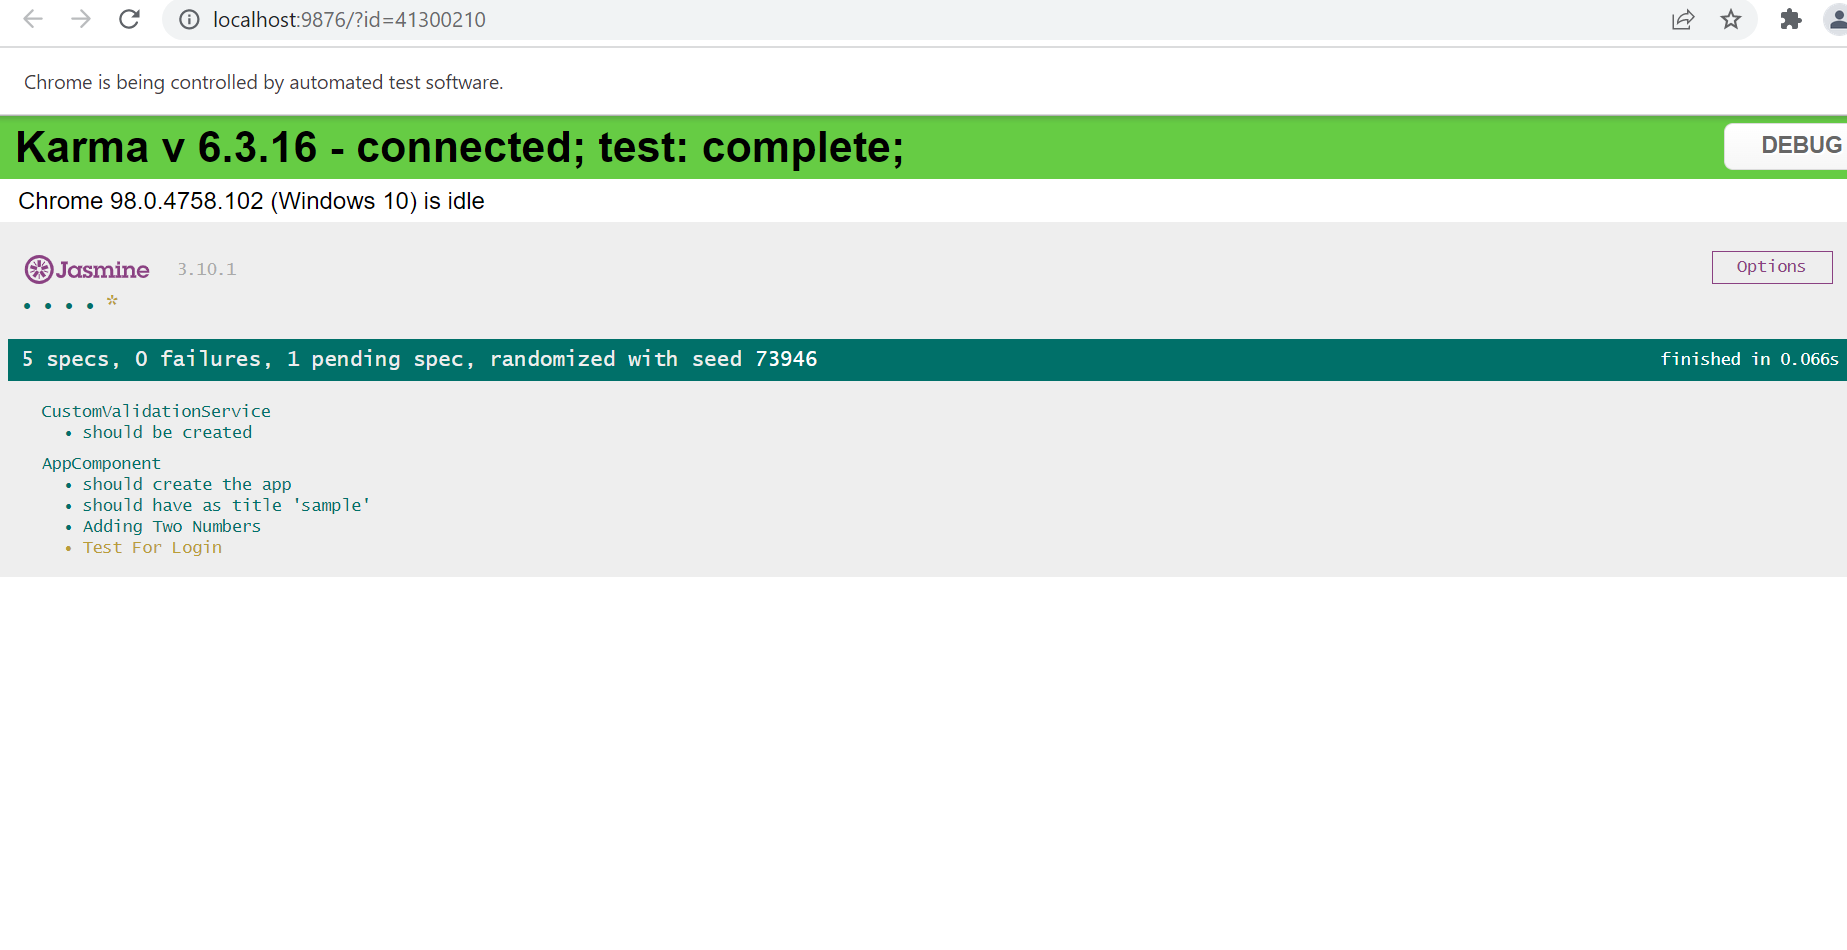 localhost:9876/?id=41300210
Chrome is being controlled by automated test software.
Karma v 6.3.16 - connected; test: complete;
DEBUG
Chrome 98.0.4758.102 (Windows 10) is idle
Jasmine 3.10.1
Options
• • • • *
5 specs, 0 failures, 1 pending spec, randomized with seed 73946
finished in 0.066s
CustomValidationService
• should be created
AppComponent
• should create the app
• should have as title 'sample'
• Adding Two Numbers
• Test For Login